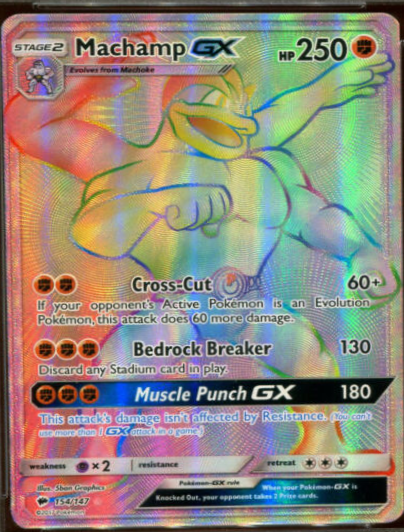 STAGE2 Machamp GX HP 250
Evolves from Machoke
Cross-Cut 60+
If your opponent's Active Pokémon is an Evolution
Pokémon, this attack does 60 more damage.
Bedrock Breaker 130
Discard any Stadium card in play.
Muscle Punch GX 180
This attack's damage isn't affected by Resistance. (You can't
use more than 1 GX attack in a game.)
weakness ×2 resistance retreat
Illus. 5ban Graphics
154/147
©2017 Pokémon
Pokémon-GX rule
When your Pokémon-GX is
Knocked Out, your opponent takes 2 Prize cards.